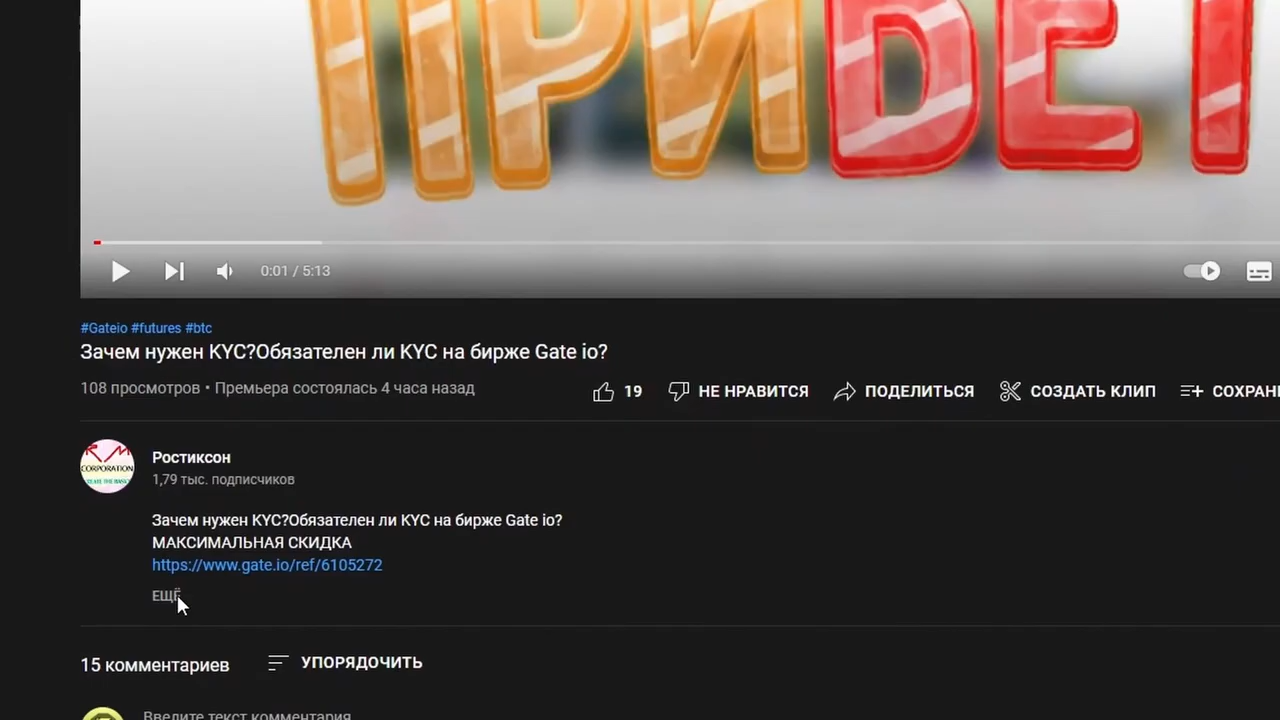 ПРИВЕТ
0:01 / 5:13
#Gateio #futures #btc
Зачем нужен KYC?Обязателен ли KYC на бирже Gate io?
108 просмотров • Премьера состоялась 4 часа назад
19 НЕ НРАВИТСЯ ПОДЕЛИТЬСЯ СОЗДАТЬ КЛИП СОХРАН
CORPORATION
Ростиксон
1,79 тыс. подписчиков
Зачем нужен KYC?Обязателен ли KYC на бирже Gate io?
МАКСИМАЛЬНАЯ СКИДКА
https://www.gate.io/ref/6105272
ЕЩЁ
15 комментариев УПОРЯДОЧИТЬ
Введите текст комментария